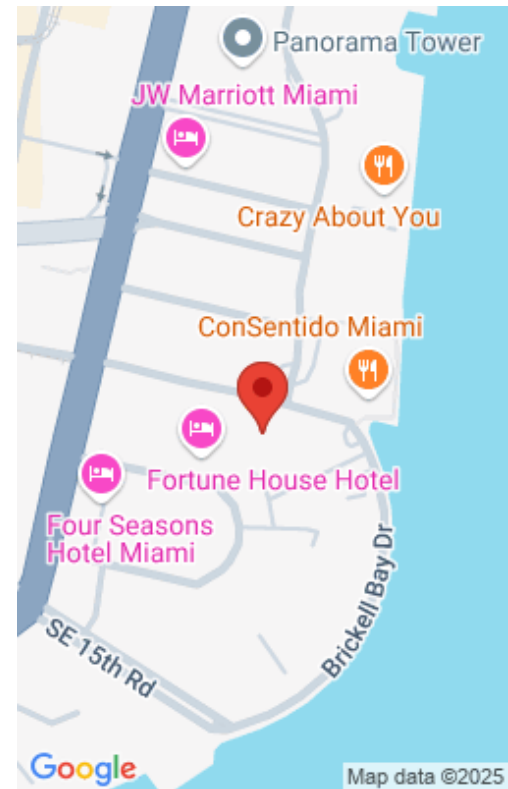 Panorama Tower
JW Marriott Miami
Crazy About You
ConSentido Miami
Fortune House Hotel
Four Seasons
Hotel Miami
SE 15th Rd
Brickell Bay Dr
Google
Map data ©2025